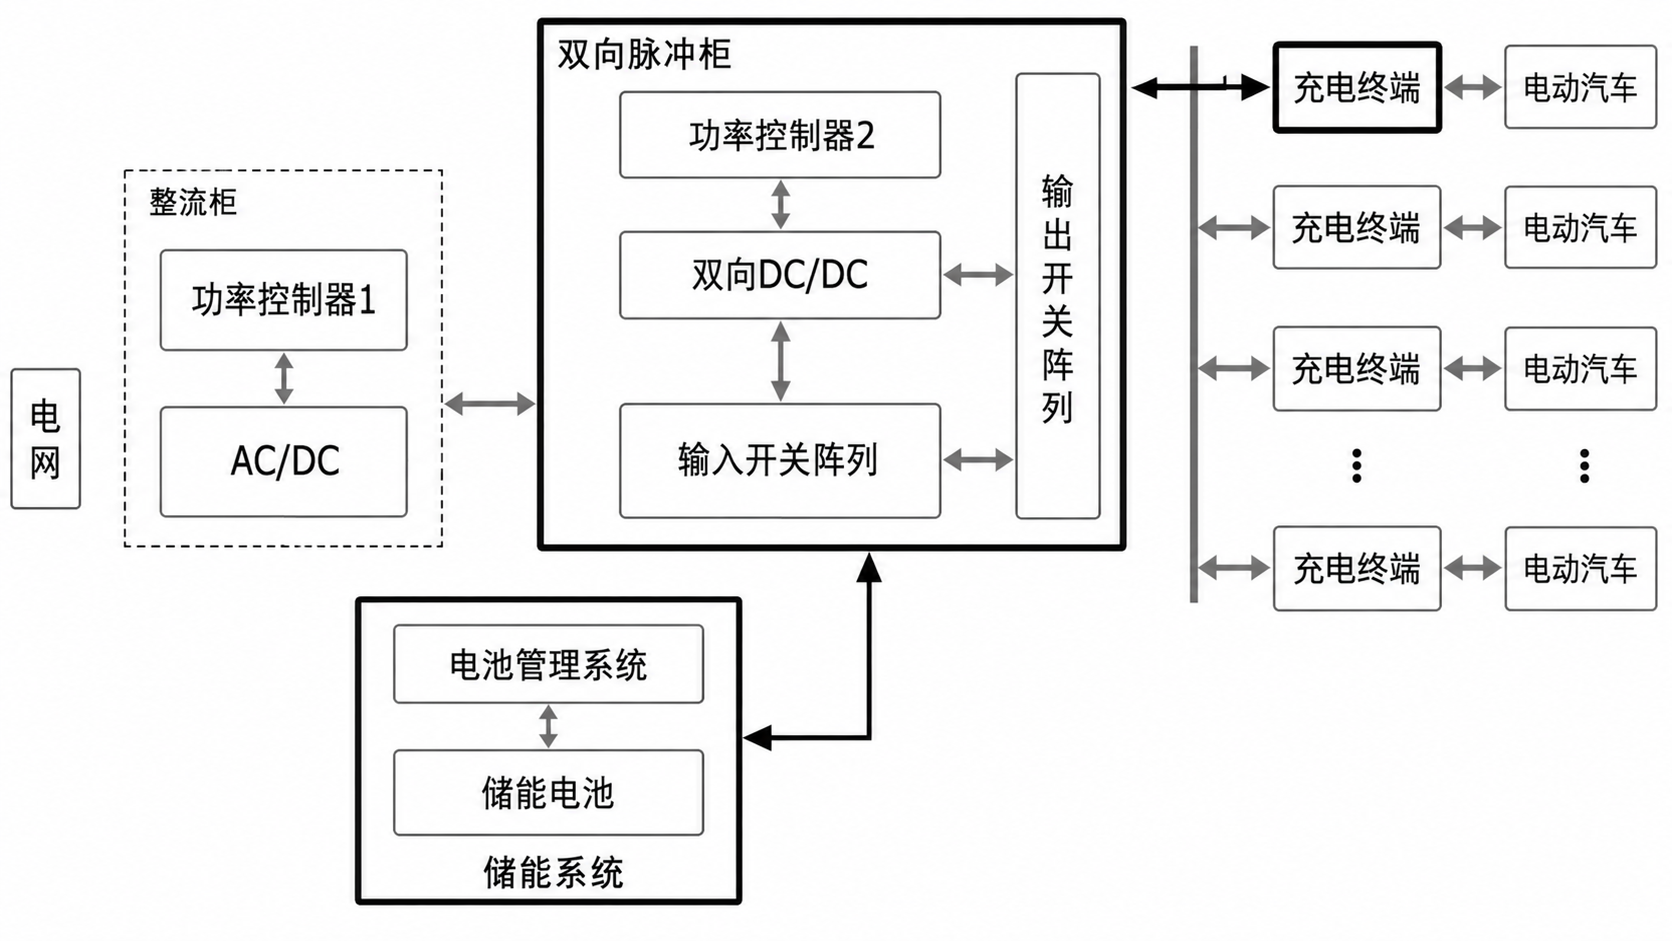 电网
整流柜
功率控制器1
AC/DC
双向脉冲柜
功率控制器2
双向DC/DC
输入开关阵列
输出开关阵列
电池管理系统
储能电池
储能系统
充电终端
电动汽车
充电终端
电动汽车
充电终端
电动汽车
充电终端
电动汽车